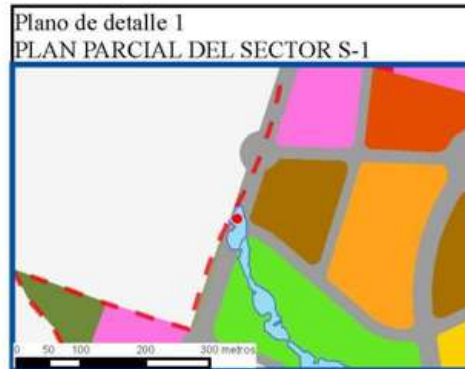 Plano de detalle 1
PLAN PARCIAL DEL SECTOR S-1
0 50 100 200 300 metros